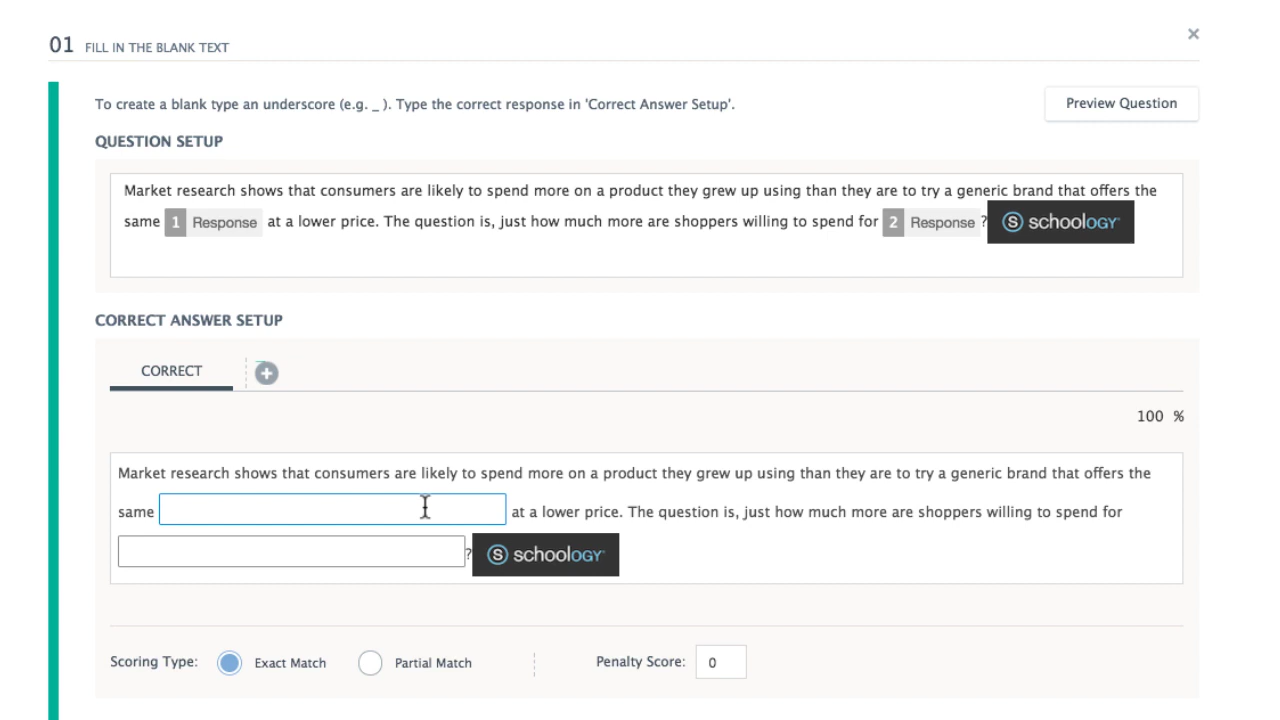 01 FILL IN THE BLANK TEXT
×
To create a blank type an underscore (e.g. _ ). Type the correct response in 'Correct Answer Setup'.
Preview Question
QUESTION SETUP
Market research shows that consumers are likely to spend more on a product they grew up using than they are to try a generic brand that offers the
same 1 Response at a lower price. The question is, just how much more are shoppers willing to spend for 2 Response ? S schoology
CORRECT ANSWER SETUP
CORRECT
100 %
Market research shows that consumers are likely to spend more on a product they grew up using than they are to try a generic brand that offers the
same at a lower price. The question is, just how much more are shoppers willing to spend for
? S schoology
Scoring Type: Exact Match Partial Match Penalty Score: 0